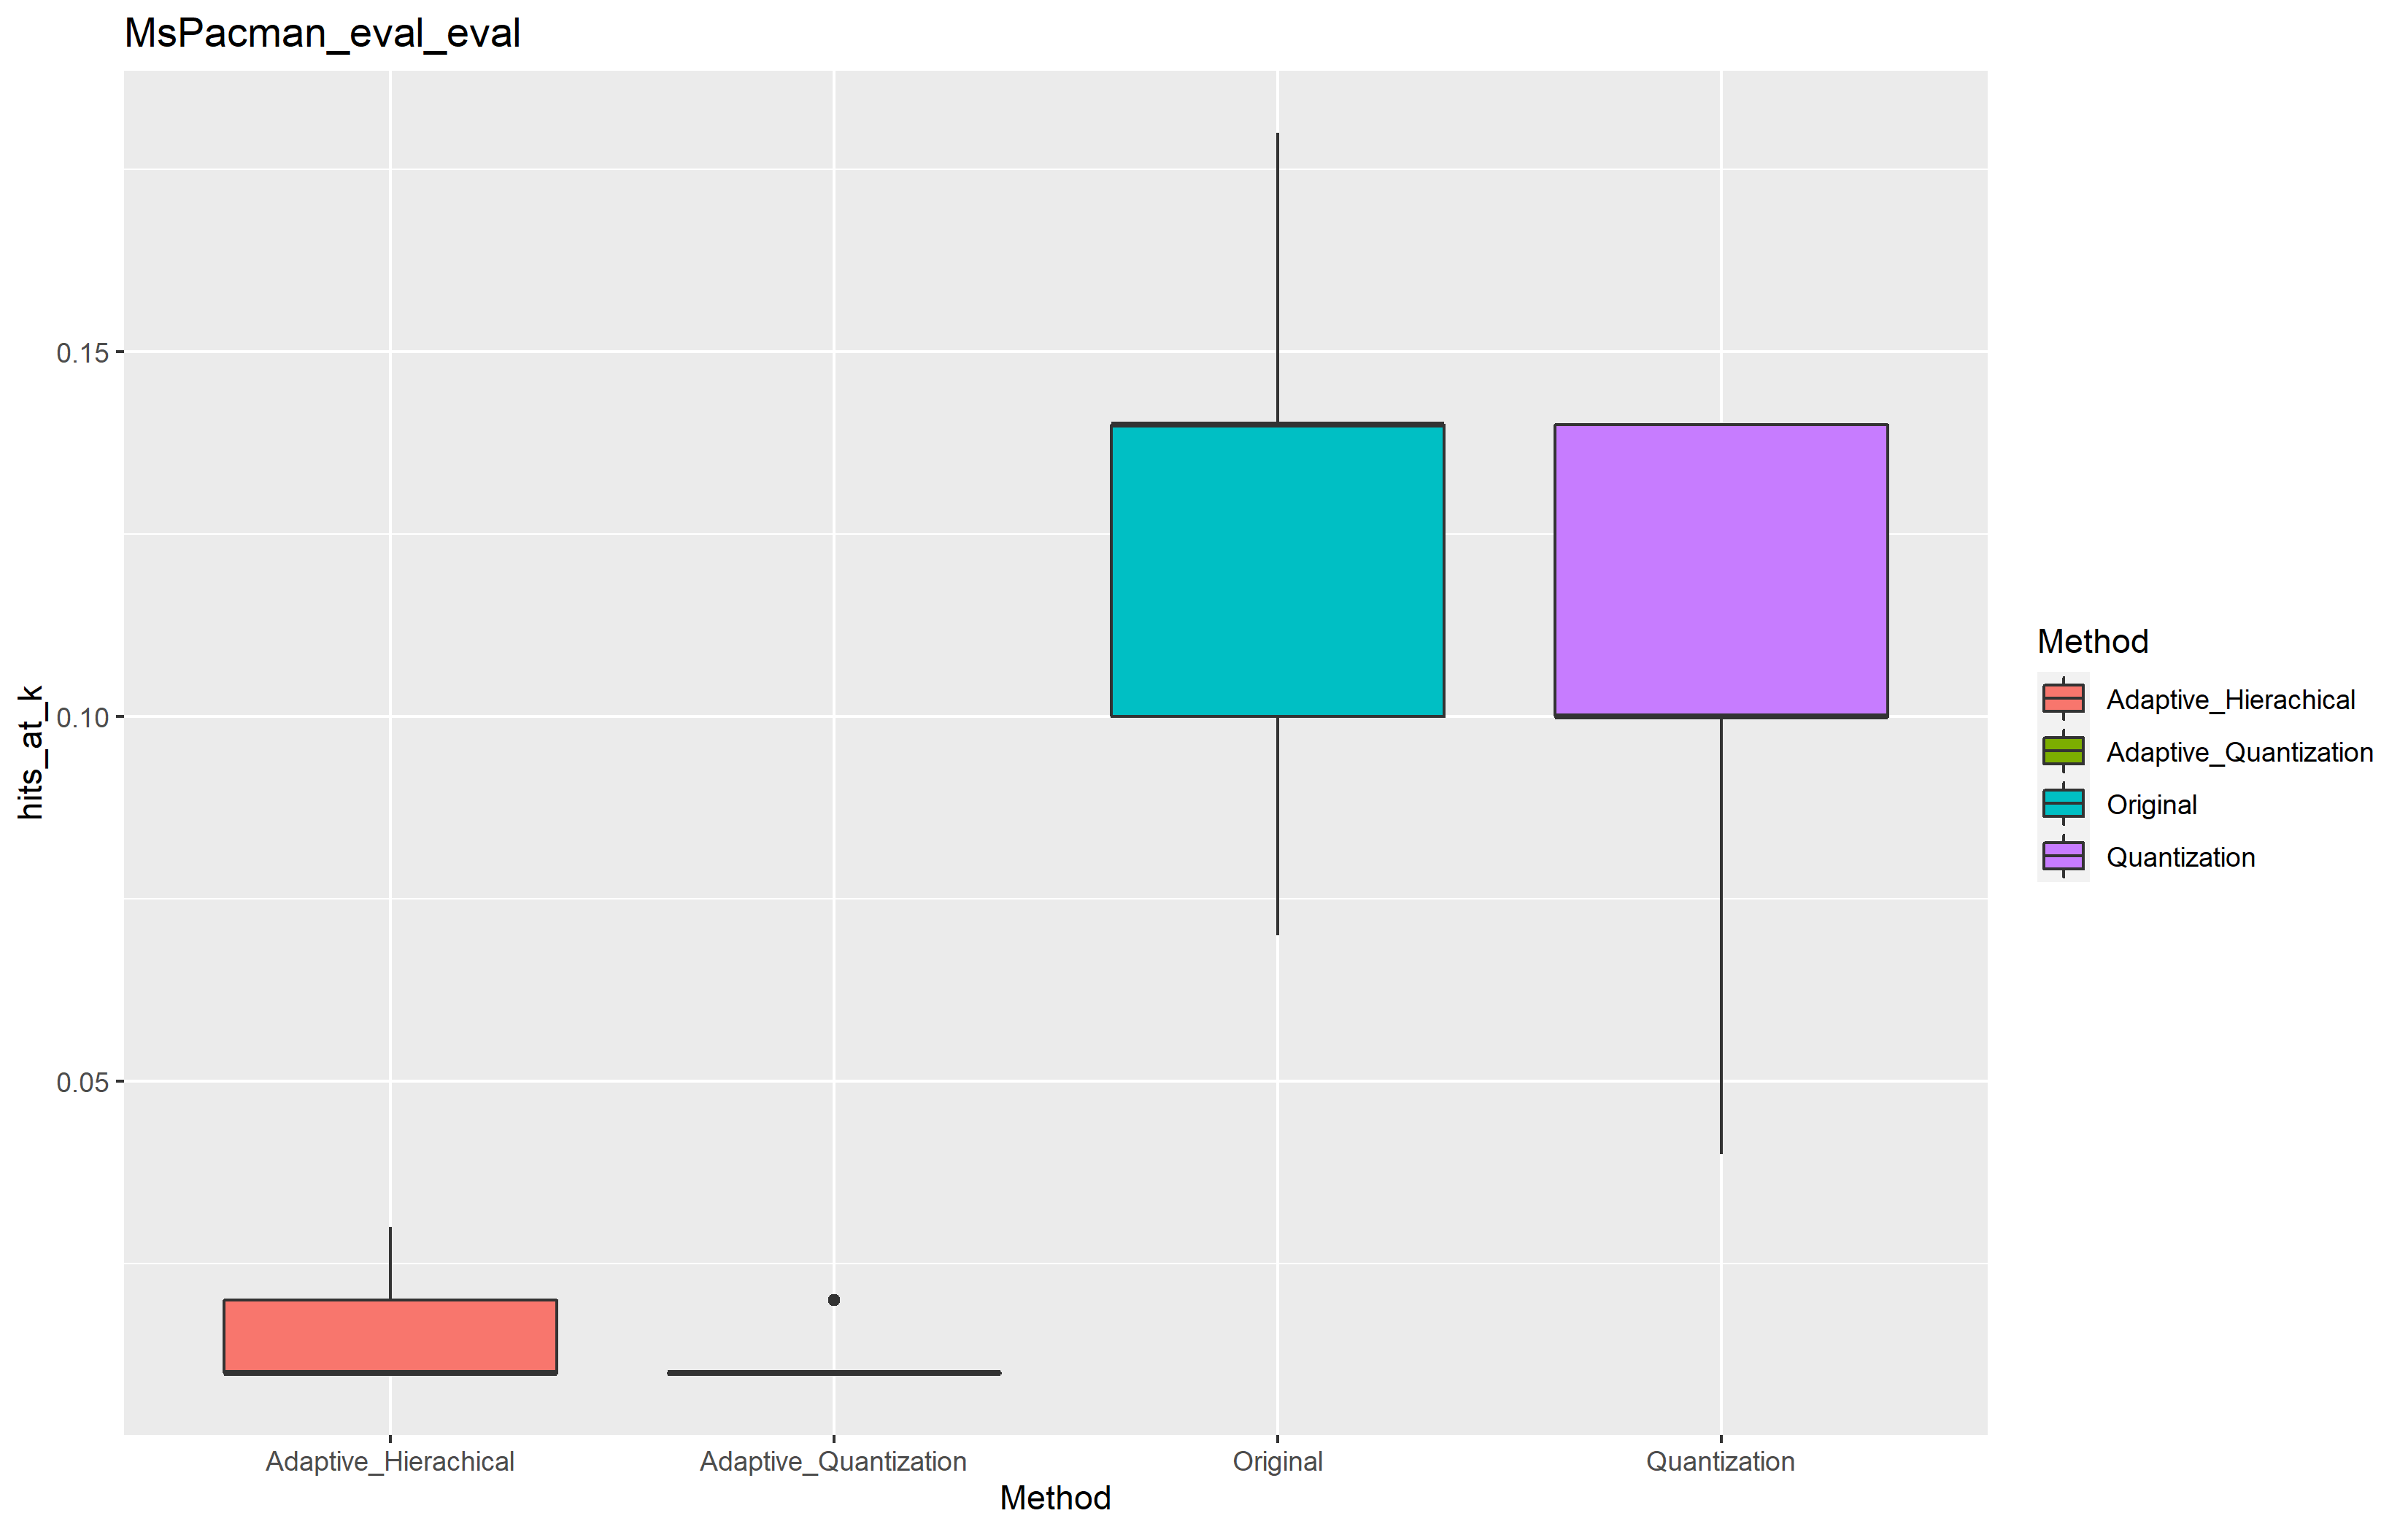 MsPacman_eval_eval
hits_at_k
0.15
0.10
0.05
Adaptive_Hierachical
Adaptive_Quantization
Original
Quantization
Method
Method
Adaptive_Hierachical
Adaptive_Quantization
Original
Quantization